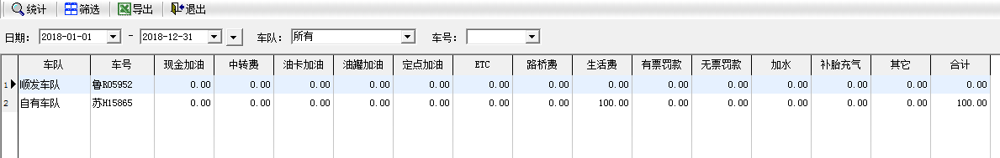 统计 筛选 导出 退出
日期： 2018-01-01 - 2018-12-31 车队： 所有 车号：
车队 车号 现金加油 中转费 油卡加油 油罐加油 定点加油 ETC 路桥费 生活费 有票罚款 无票罚款 加水 补胎充气 其它 合计
1 顺发车队 鲁R05952 0.00 0.00 0.00 0.00 0.00 0.00 0.00 0.00 0.00 0.00 0.00 0.00 0.00 0.00
2 自有车队 苏H15865 0.00 0.00 0.00 0.00 0.00 0.00 0.00 100.00 0.00 0.00 0.00 0.00 0.00 100.00